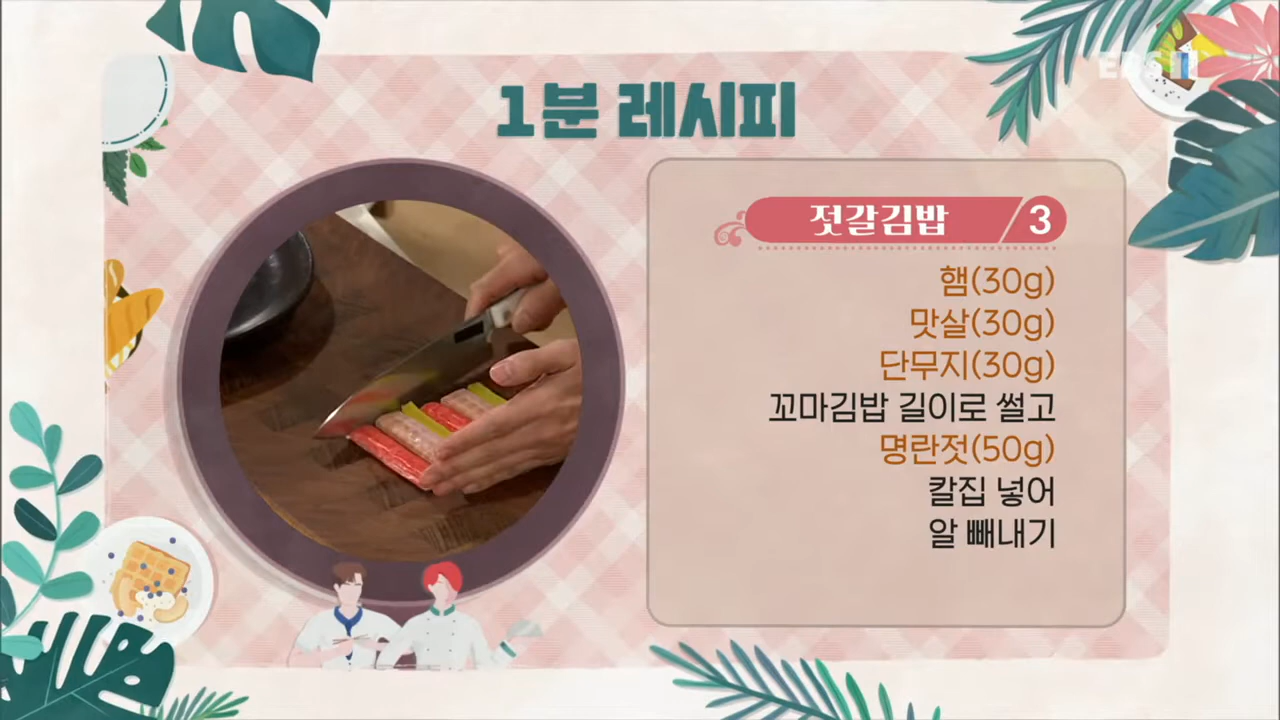 1분 레시피
젓갈김밥 3
햄(30g)
맛살(30g)
단무지(30g)
꼬마김밥 길이로 썰고
명란젓(50g)
칼집 넣어
알 빼내기